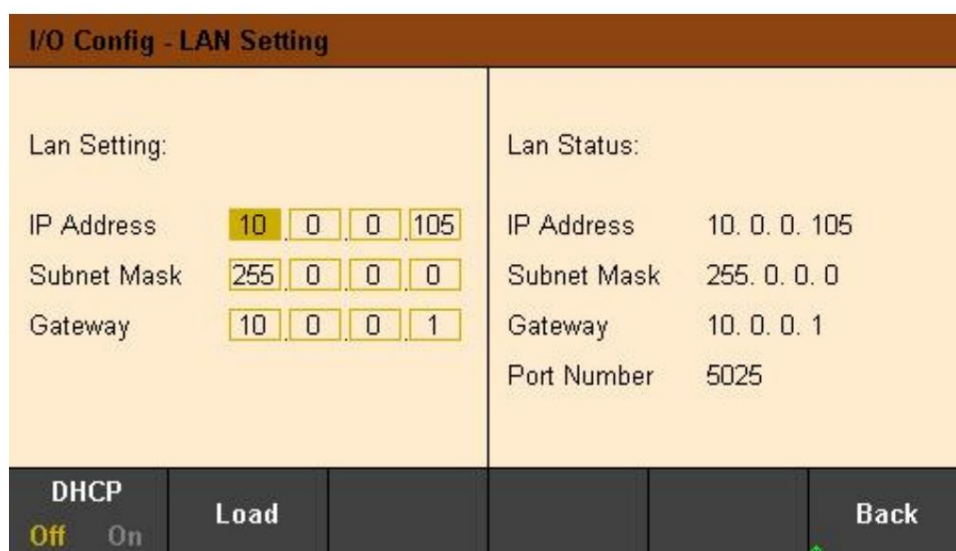 I/O Config - LAN Setting
Lan Setting:
IP Address 10 . 0 . 0 . 105
Subnet Mask 255 . 0 . 0 . 0
Gateway 10 . 0 . 0 . 1
Lan Status:
IP Address 10. 0. 0. 105
Subnet Mask 255. 0. 0. 0
Gateway 10. 0. 0. 1
Port Number 5025
DHCP
Off On
Load
Back